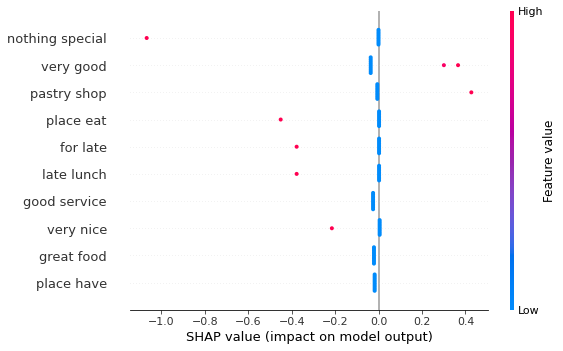 High
nothing special
very good
pastry shop
place eat
for late
late lunch
good service
very nice
great food
place have
Feature value
Low
−1.0 −0.8 −0.6 −0.4 −0.2 0.0 0.2 0.4
SHAP value (impact on model output)